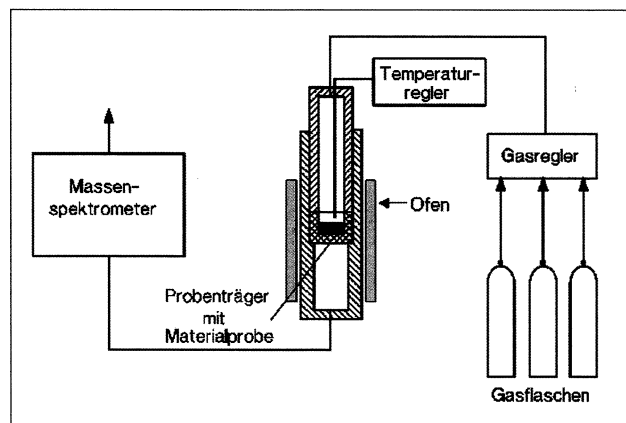 Temperatur-
regler
Massen-
spektrometer
Gasregler
Ofen
Probenträger
mit
Materialprobe
Gasflaschen